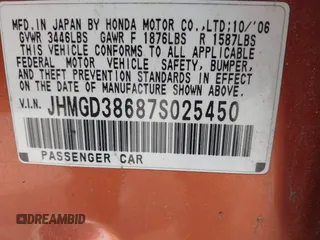 MFD. IN JAPAN BY HONDA MOTOR CO.,LTD;10/'06
GVWR 3446LBS GAWR F 1876LBS R 1587LBS
THIS VEHICLE CONFORMS TO ALL APPLICABLE
FEDERAL MOTOR VEHICLE SAFETY, BUMPER,
AND THEFT PREVENTION STANDARDS IN EFFECT
ON THE DATE OF MANUFACTURE SHOWN ABOVE.
V.I.N. JHMGD38687S025450
PASSENGER CAR
DREAMBID